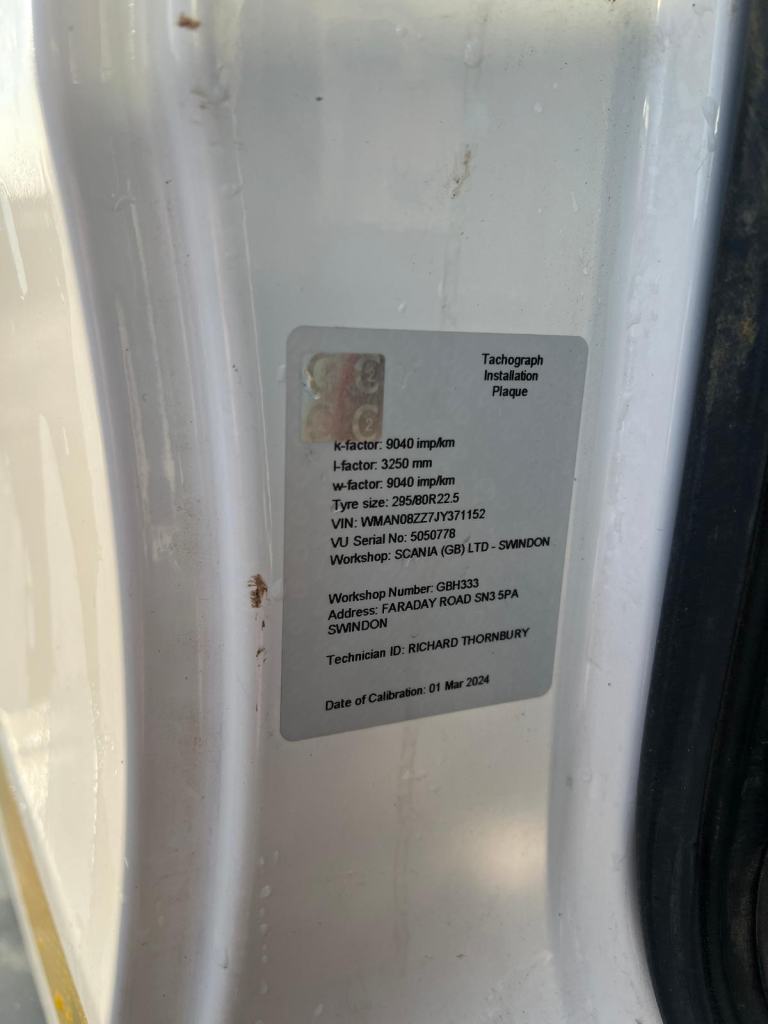 Tachograph
Installation
Plaque
k-factor: 9040 imp/km
l-factor: 3250 mm
w-factor: 9040 imp/km
Tyre size: 295/80R22.5
VIN: WMAN08ZZ7JY371152
VU Serial No: 5050778
Workshop: SCANIA (GB) LTD - SWINDON
Workshop Number: GBH333
Address: FARADAY ROAD SN3 5PA
SWINDON
Technician ID: RICHARD THORNBURY
Date of Calibration: 01 Mar 2024